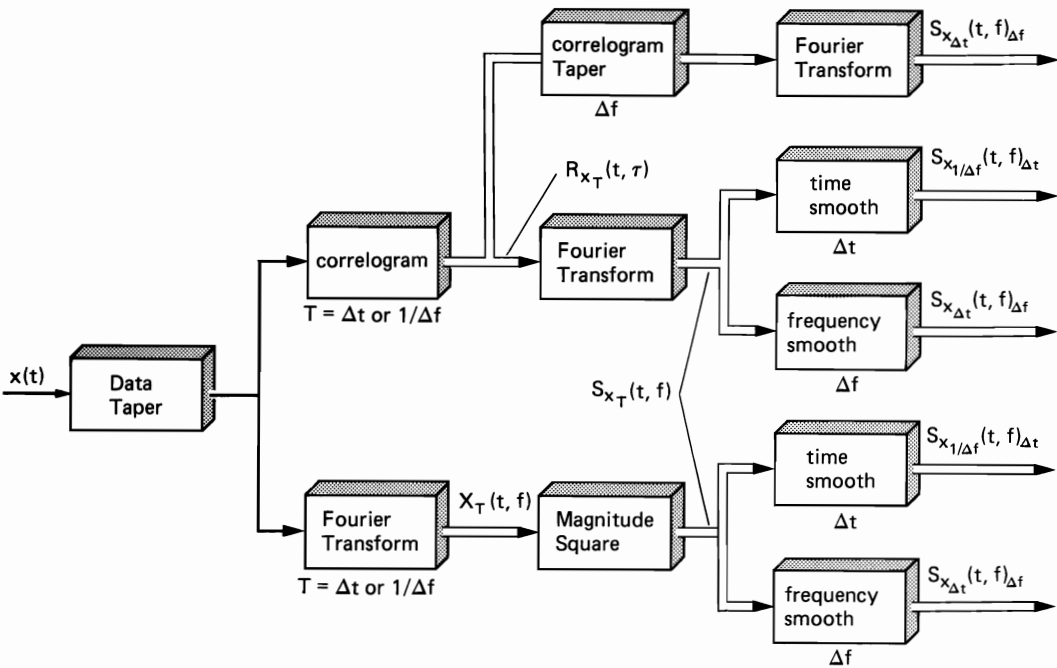 correlogram
Taper
Δf
Fourier
Transform
S_{x_{Δt}}(t, f)_{Δf}
R_{x_T}(t, τ)
time
smooth
Δt
S_{x_{1/Δf}}(t, f)_{Δt}
correlogram
T = Δt or 1/Δf
Fourier
Transform
frequency
smooth
Δf
S_{x_{Δt}}(t, f)_{Δf}
x(t)
Data
Taper
S_{x_T}(t, f)
time
smooth
Δt
S_{x_{1/Δf}}(t, f)_{Δt}
Fourier
Transform
T = Δt or 1/Δf
X_T(t, f)
Magnitude
Square
frequency
smooth
Δf
S_{x_{Δt}}(t, f)_{Δf}